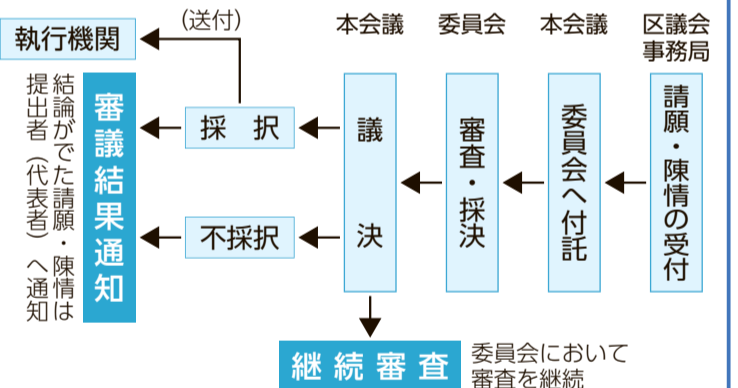 区議会
事務局
請願・陳情の受付
本会議
委員会へ付託
委員会
審査・採決
本会議
議決
採択
(送付)
執行機関
不採択
審議結果通知
結論がでた請願・陳情は
提出者（代表者）へ通知
継続審査
委員会において
審査を継続